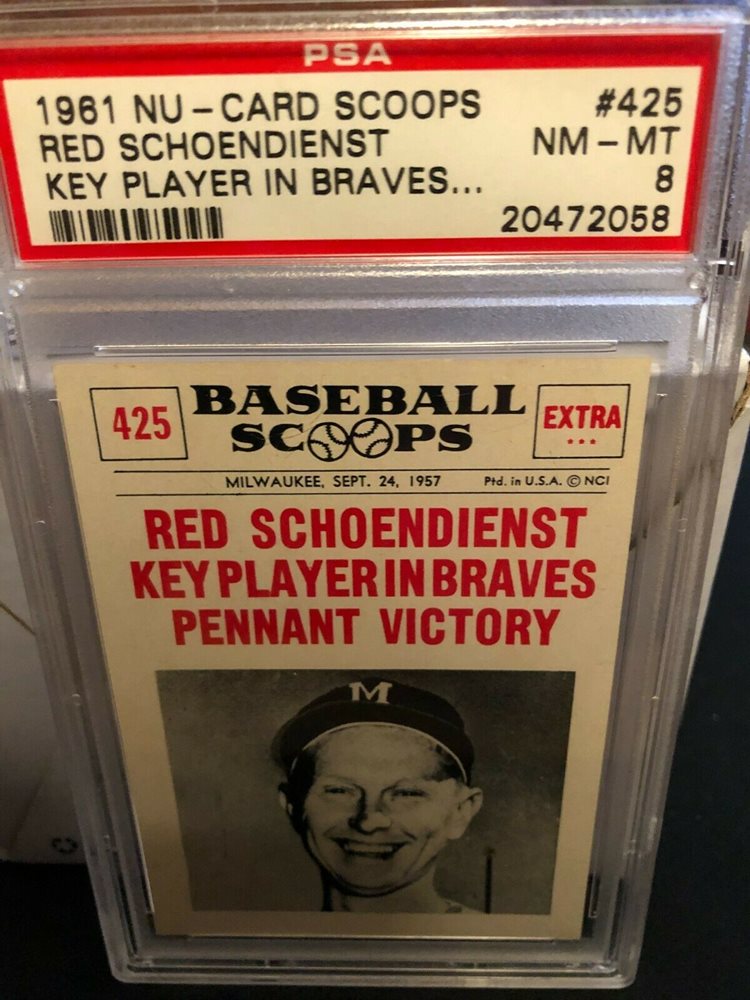 PSA
1961 NU-CARD SCOOPS #425
RED SCHOENDIENST NM-MT
KEY PLAYER IN BRAVES... 8
20472058
425 BASEBALL SCOOPS EXTRA
MILWAUKEE, SEPT. 24, 1957 Ptd. in U.S.A. © NCI
RED SCHOENDIENST
KEY PLAYER IN BRAVES
PENNANT VICTORY
M